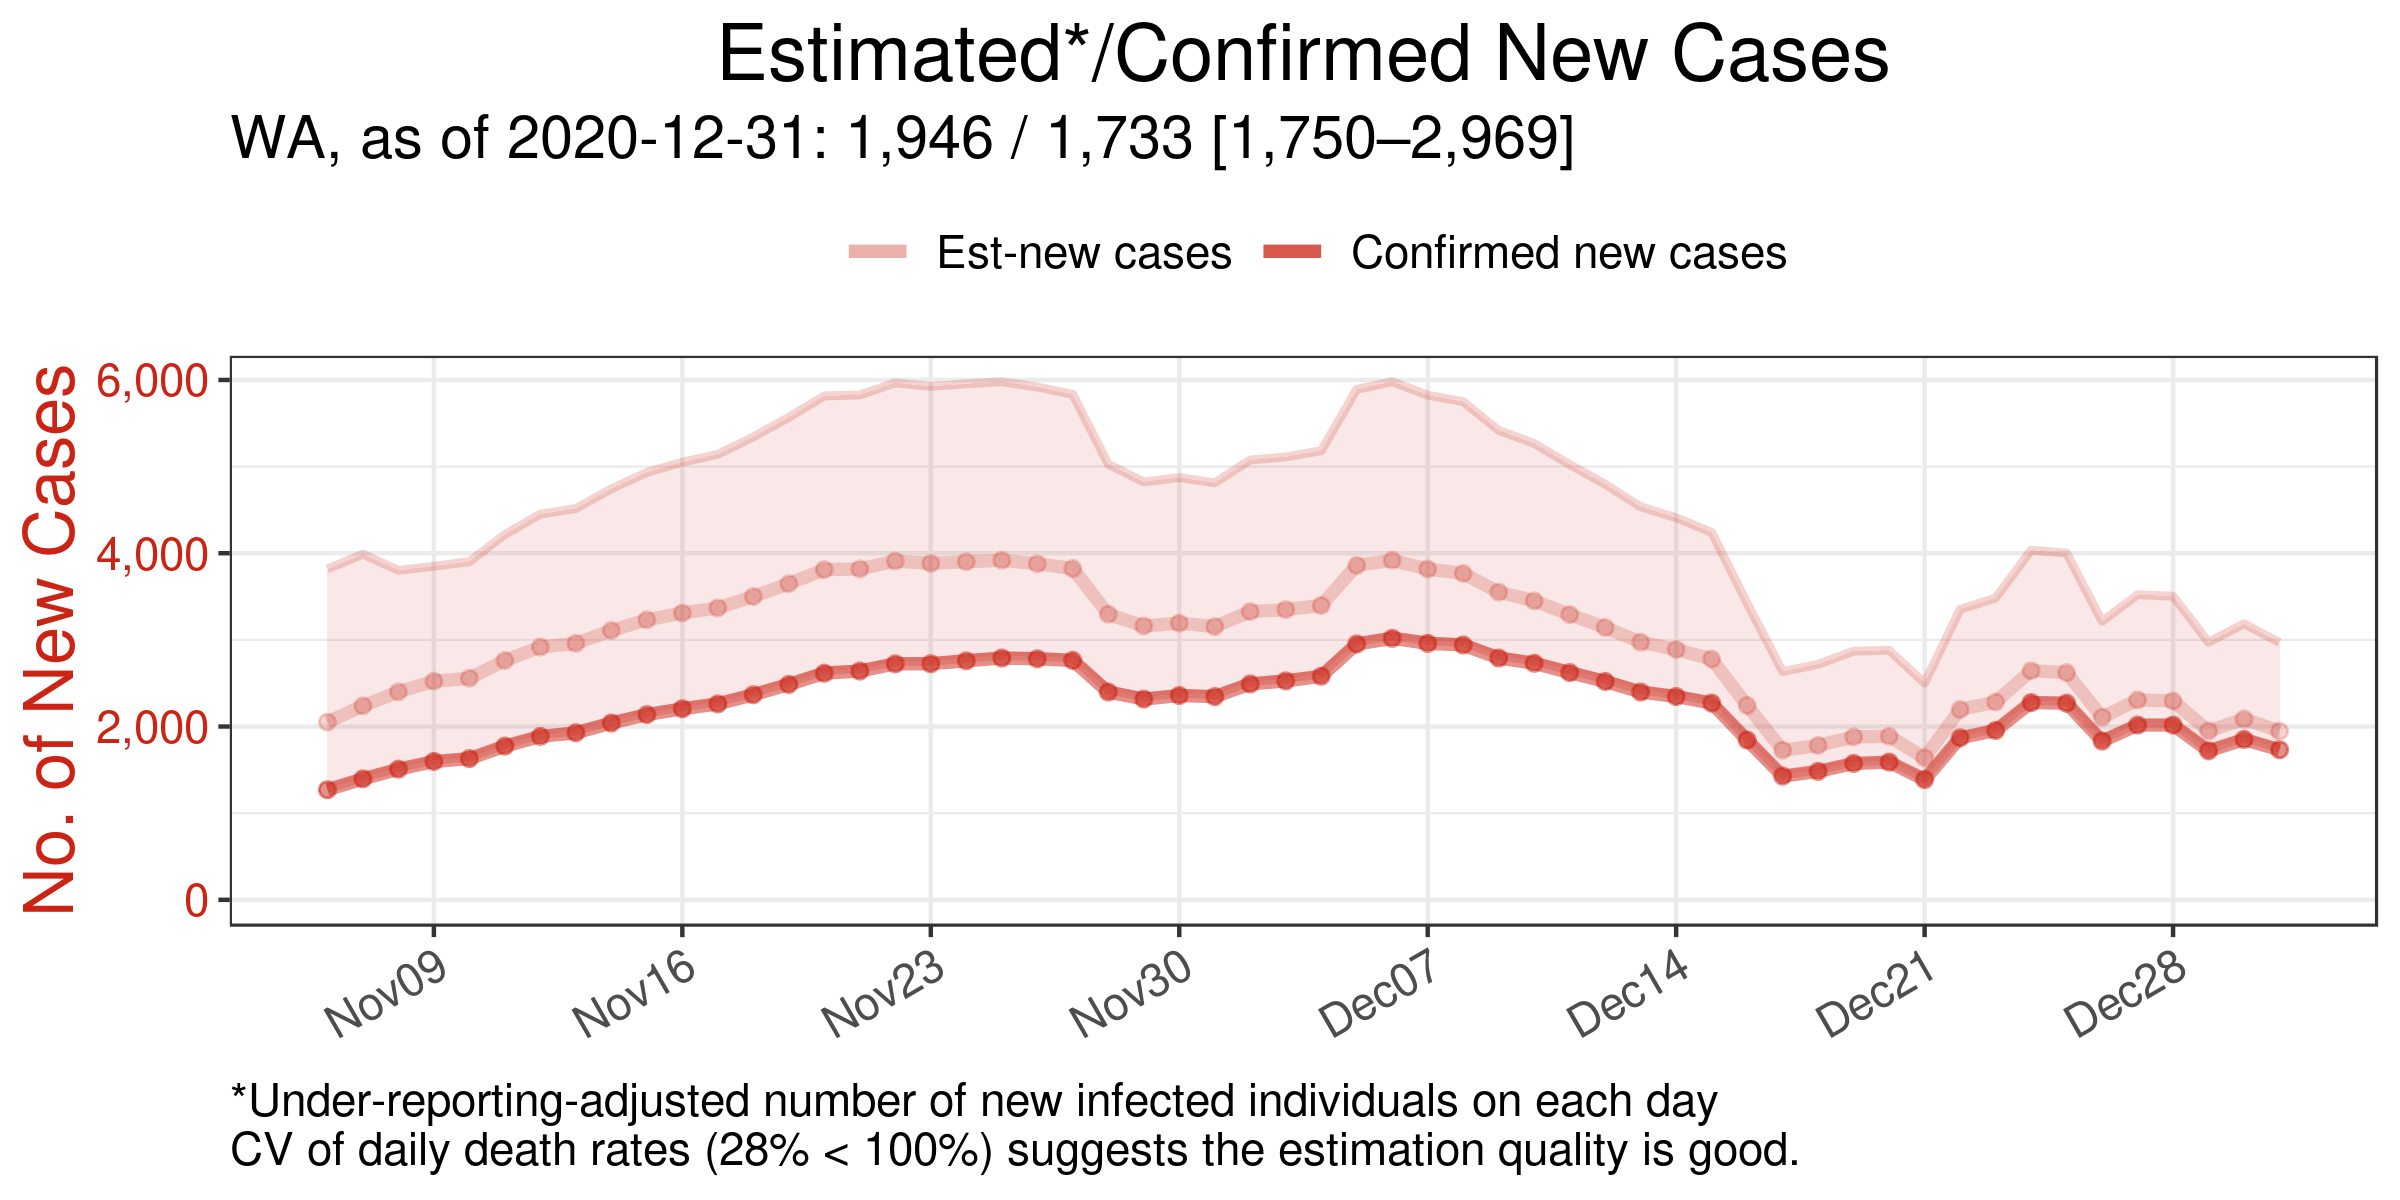 Estimated*/Confirmed New Cases
WA, as of 2020-12-31: 1,946 / 1,733 [1,750–2,969]
Est-new cases
Confirmed new cases
No. of New Cases
6,000
4,000
2,000
0
Nov09
Nov16
Nov23
Nov30
Dec07
Dec14
Dec21
Dec28
*Under-reporting-adjusted number of new infected individuals on each day
CV of daily death rates (28% < 100%) suggests the estimation quality is good.